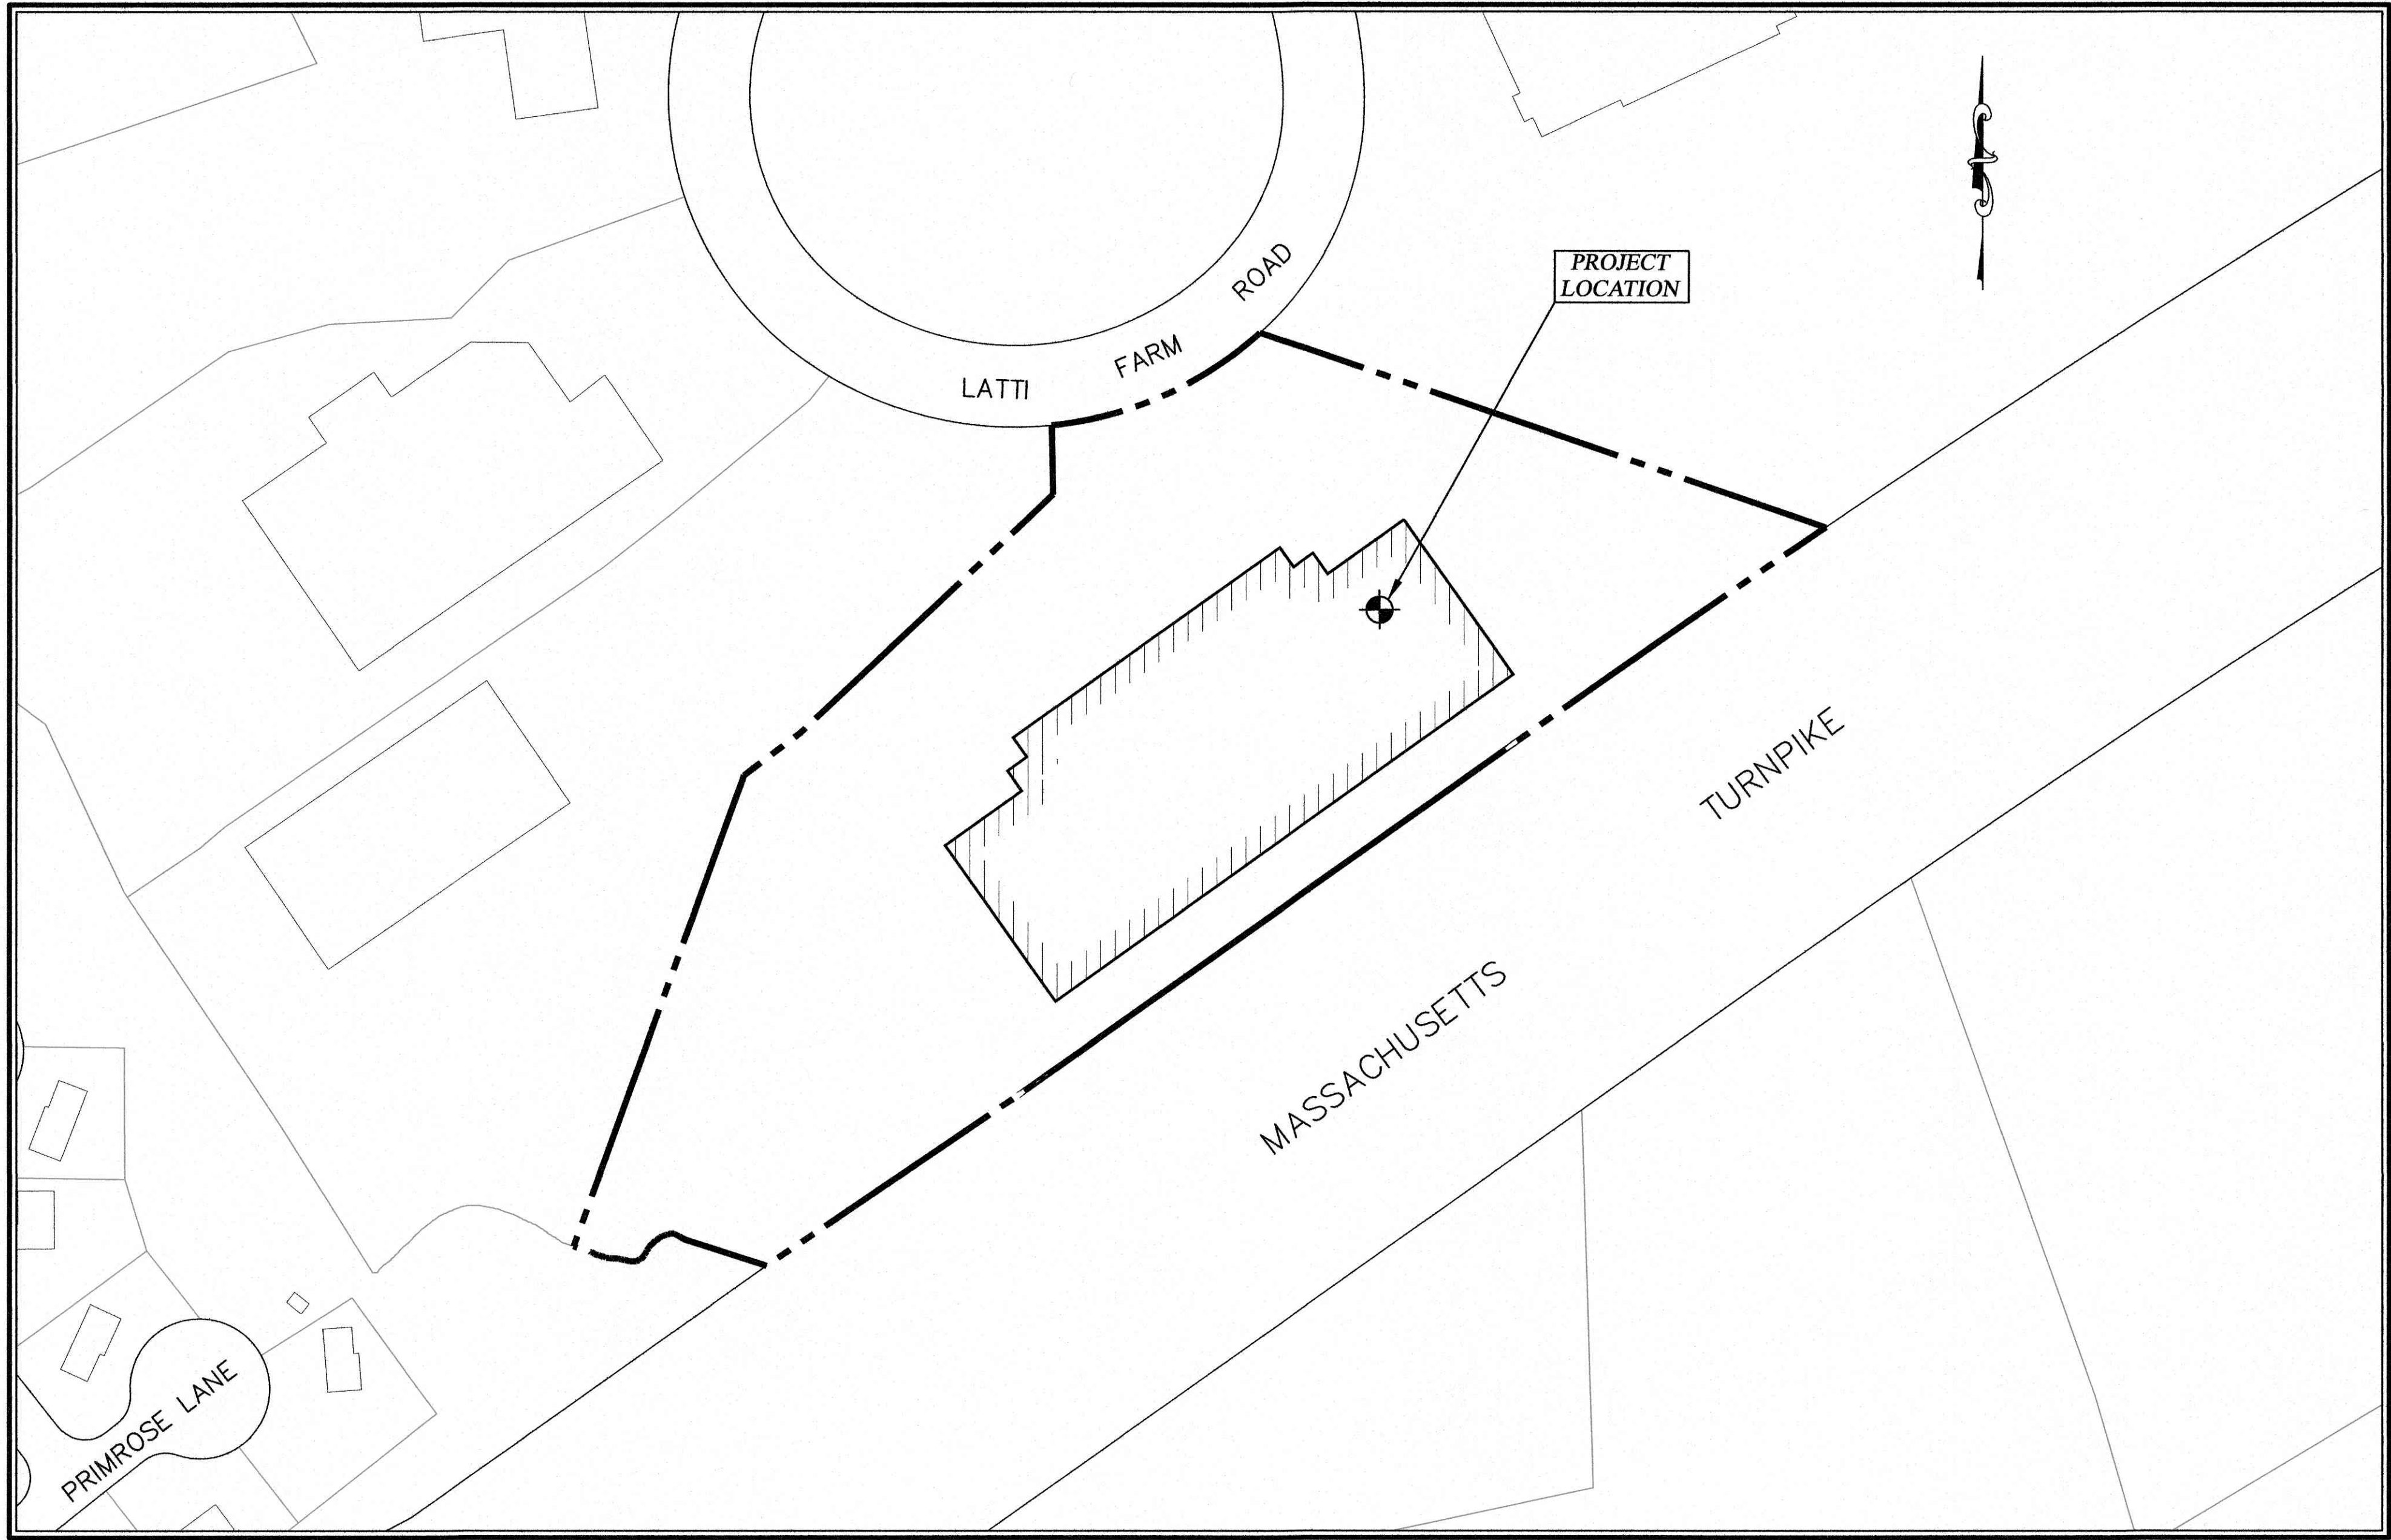 LATTI FARM ROAD
PROJECT
LOCATION
MASSACHUSETTS TURNPIKE
PRIMROSE LANE